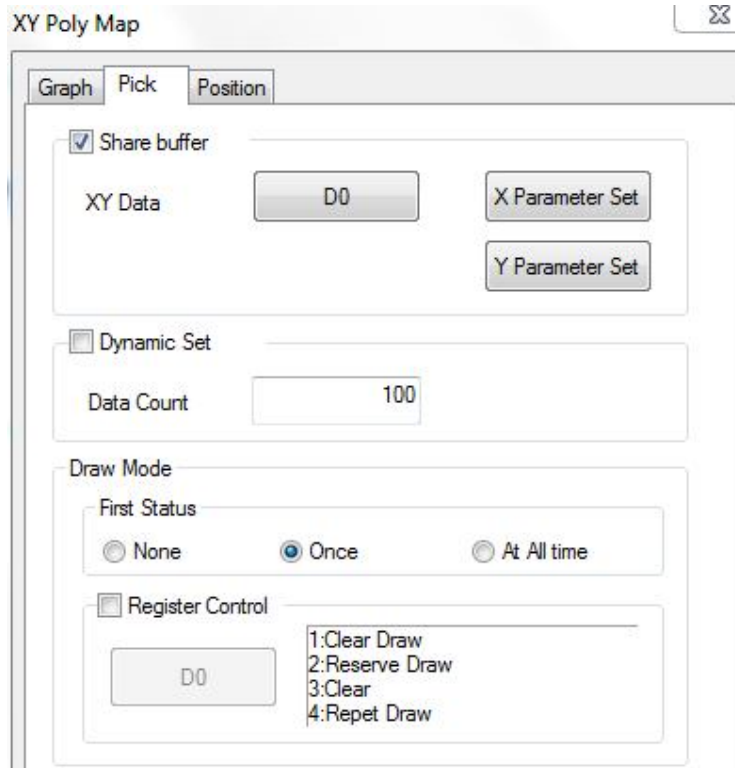 XY Poly Map
Graph Pick Position
Share buffer
XY Data D0 X Parameter Set
Y Parameter Set
Dynamic Set
Data Count 100
Draw Mode
First Status
None Once At All time
Register Control
D0
1:Clear Draw
2:Reserve Draw
3:Clear
4:Repet Draw